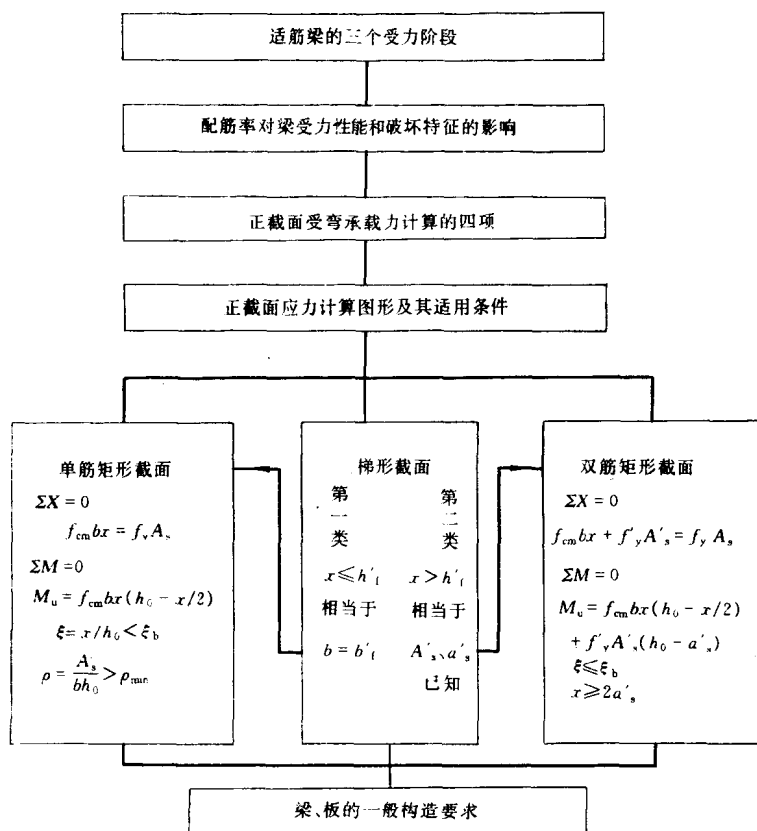 适筋梁的三个受力阶段
配筋率对梁受力性能和破坏特征的影响
正截面受弯承载力计算的四项
正截面应力计算图形及其适用条件
单筋矩形截面
ΣX = 0
f_cm bx = f_y A_s
ΣM = 0
M_u = f_cm bx(h_0 - x/2)
ξ = x/h_0 < ξ_b
ρ = A_s / bh_0 > ρ_min
梯形截面
第一类
x ≤ h'_f
相当于
b = b'_f
第二类
x > h'_f
相当于
A'_s、a'_s
已知
双筋矩形截面
ΣX = 0
f_cm bx + f'_y A'_s = f_y A_s
ΣM = 0
M_u = f_cm bx(h_0 - x/2)
+ f'_y A'_s(h_0 - a'_s)
ξ ≤ ξ_b
x ≥ 2a'_s
梁、板的一般构造要求